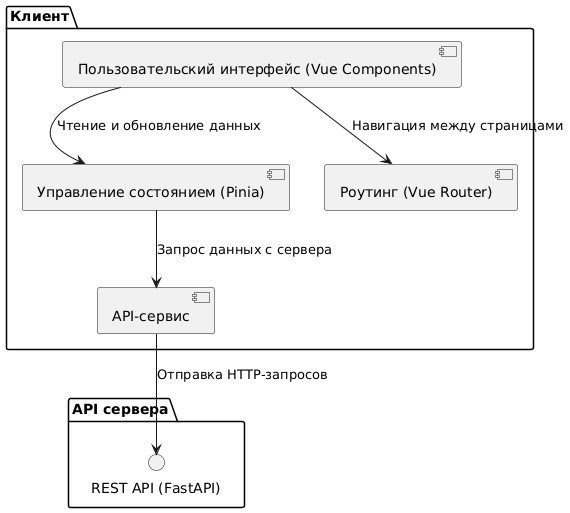 Клиент
Пользовательский интерфейс (Vue Components)
Чтение и обновление данных
Навигация между страницами
Управление состоянием (Pinia)
Роутинг (Vue Router)
Запрос данных с сервера
API-сервис
Отправка HTTP-запросов
API сервера
REST API (FastAPI)